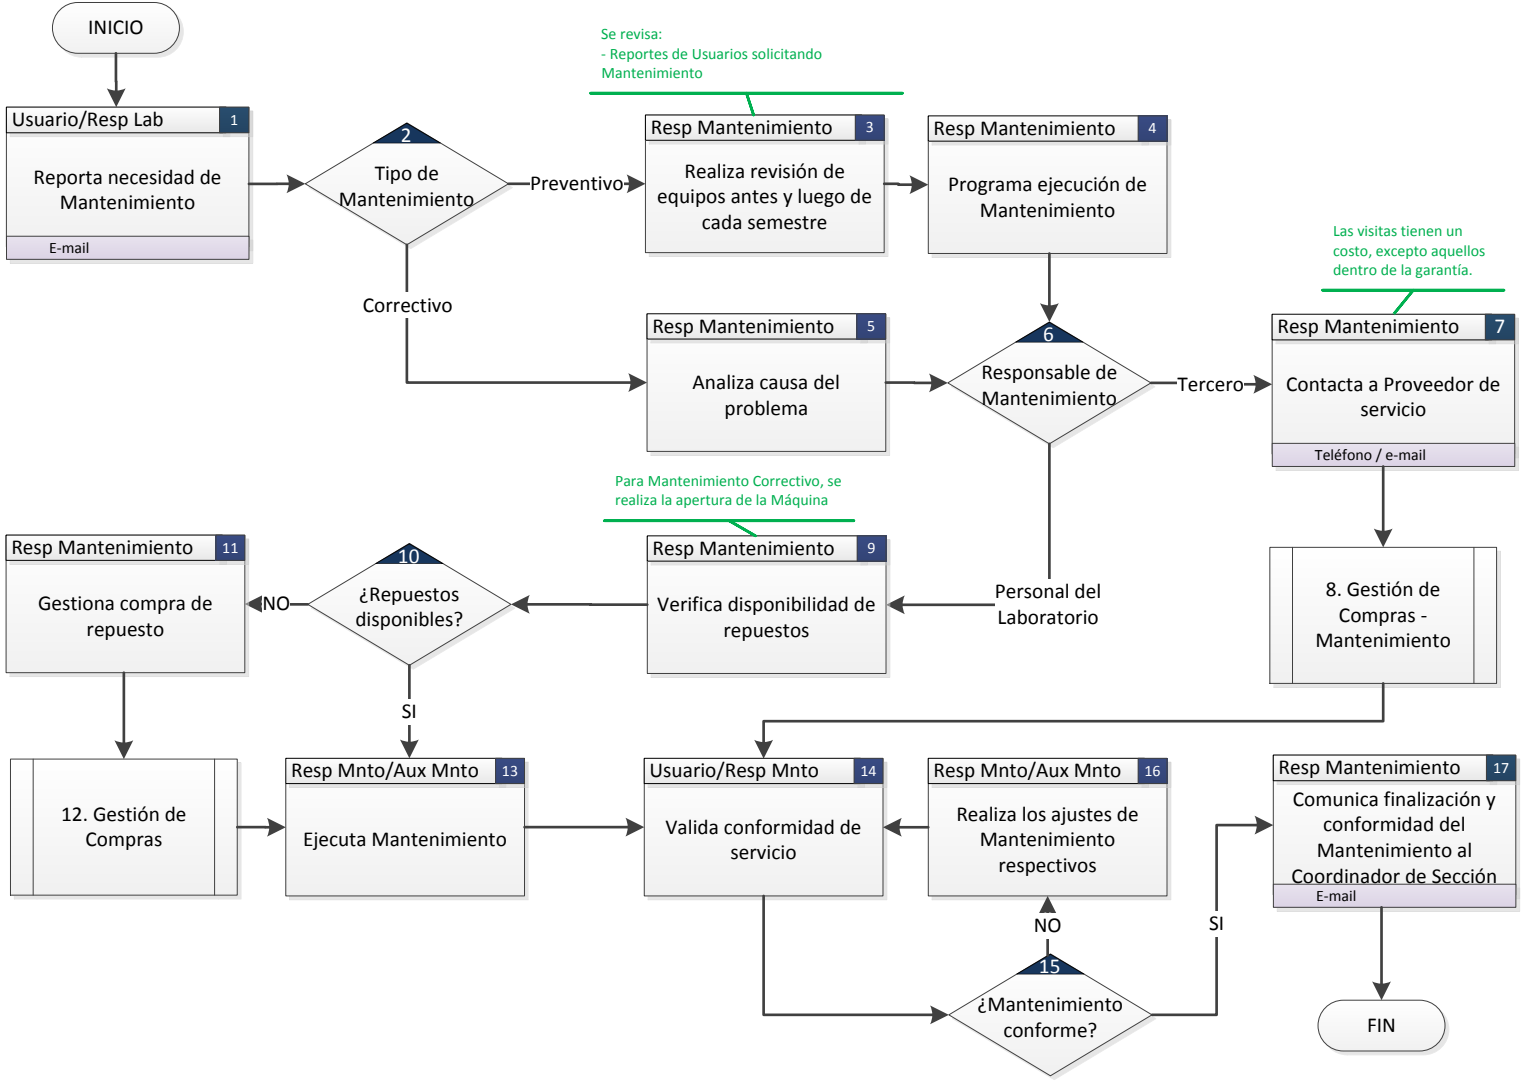 INICIO
Se revisa:
- Reportes de Usuarios solicitando
Mantenimiento
Usuario/Resp Lab
1
Reporta necesidad de
Mantenimiento
E-mail
2
Tipo de
Mantenimiento
Preventivo
Correctivo
Resp Mantenimiento
3
Realiza revisión de
equipos antes y luego de
cada semestre
Resp Mantenimiento
4
Programa ejecución de
Mantenimiento
Resp Mantenimiento
5
Analiza causa del
problema
6
Responsable de
Mantenimiento
Tercero
Personal del
Laboratorio
Las visitas tienen un
costo, excepto aquellos
dentro de la garantía.
Resp Mantenimiento
7
Contacta a Proveedor de
servicio
Teléfono / e-mail
8. Gestión de
Compras -
Mantenimiento
Para Mantenimiento Correctivo, se
realiza la apertura de la Máquina
Resp Mantenimiento
9
Verifica disponibilidad de
repuestos
10
¿Repuestos
disponibles?
NO
SI
Resp Mantenimiento
11
Gestiona compra de
repuesto
12. Gestión de
Compras
Resp Mnto/Aux Mnto
13
Ejecuta Mantenimiento
Usuario/Resp Mnto
14
Valida conformidad de
servicio
15
¿Mantenimiento
conforme?
NO
SI
Resp Mnto/Aux Mnto
16
Realiza los ajustes de
Mantenimiento
respectivos
Resp Mantenimiento
17
Comunica finalización y
conformidad del
Mantenimiento al
Coordinador de Sección
E-mail
FIN